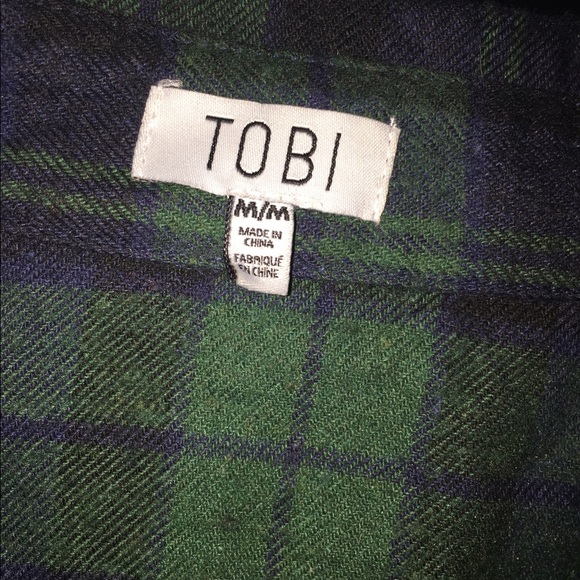 TOBI
M/M
MADE IN
CHINA
FABRIQUÉ
EN CHINE